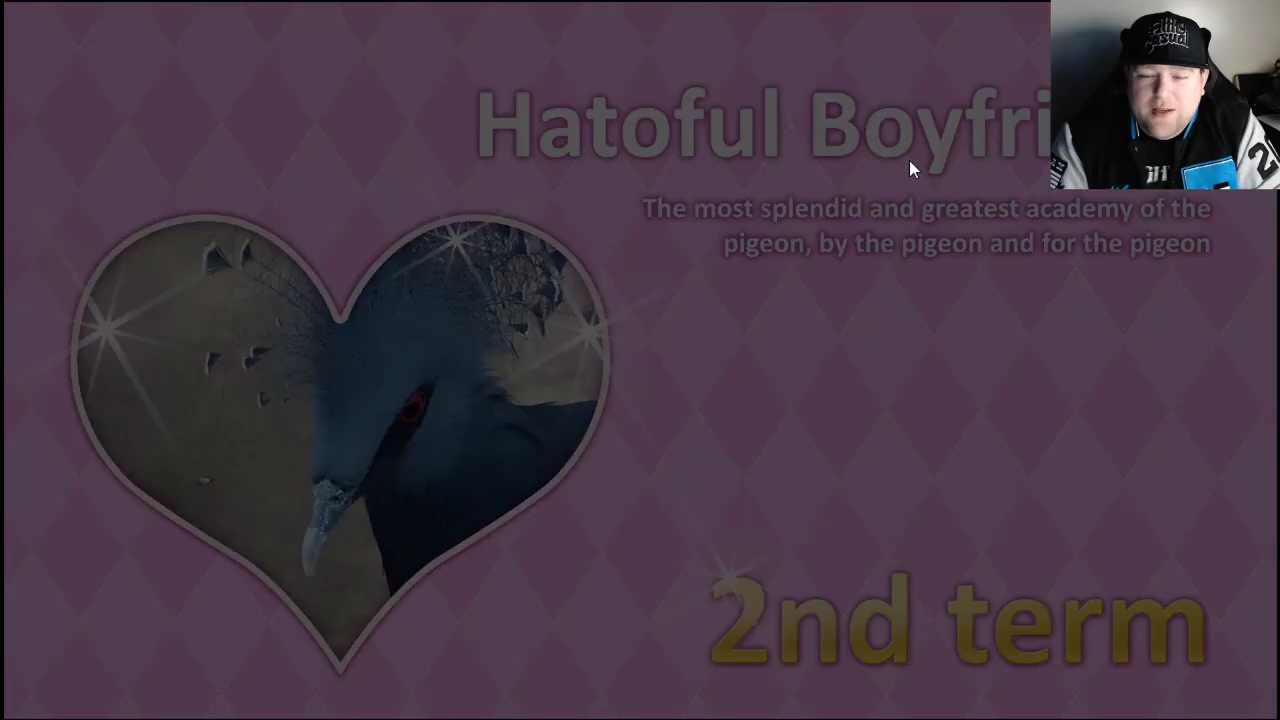 Hatoful Boyfri
The most splendid and greatest academy of the
pigeon, by the pigeon and for the pigeon
2nd term